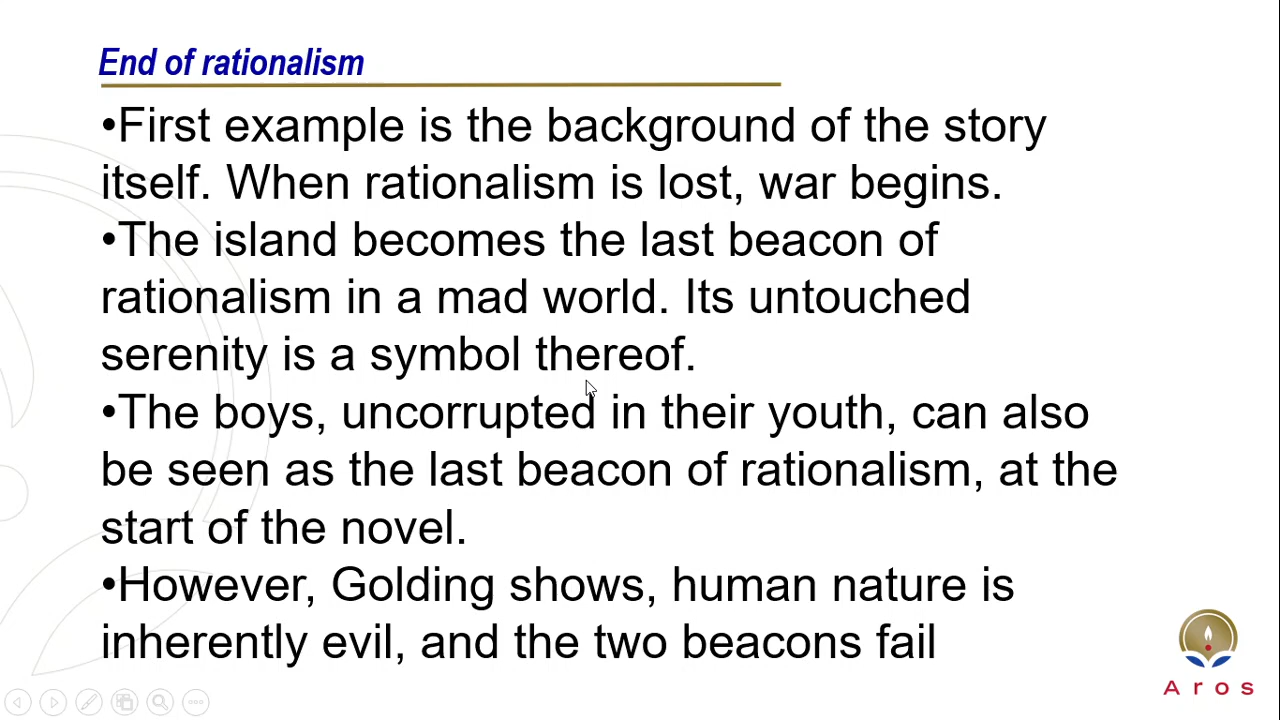 End of rationalism
•First example is the background of the story
itself. When rationalism is lost, war begins.
•The island becomes the last beacon of
rationalism in a mad world. Its untouched
serenity is a symbol thereof.
•The boys, uncorrupted in their youth, can also
be seen as the last beacon of rationalism, at the
start of the novel.
•However, Golding shows, human nature is
inherently evil, and the two beacons fail
Aros